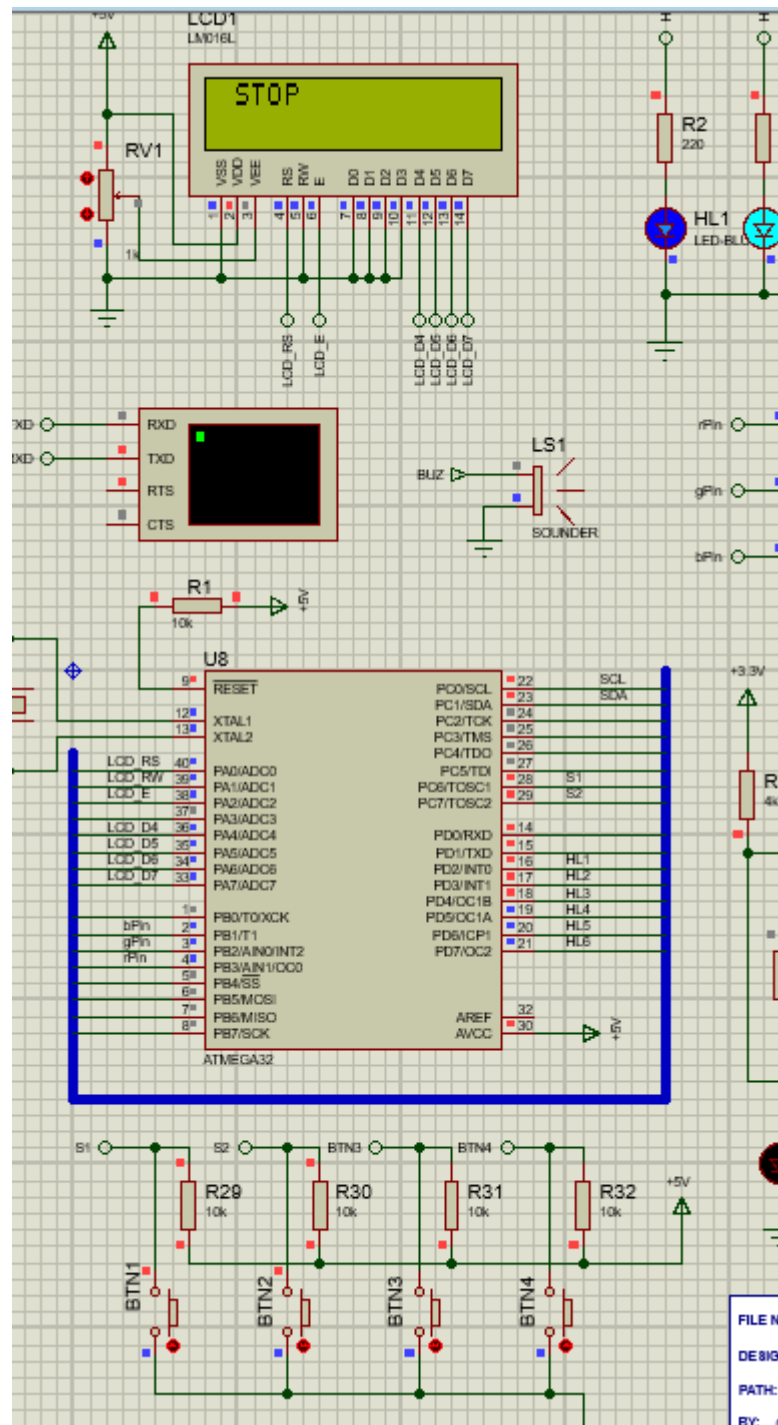 +5V
LCD1
LM016L
STOP
RV1
1k
VSS VDD VEE RS RW E D0 D1 D2 D3 D4 D5 D6 D7
1 2 3 4 5 6 7 8 9 10 11 12 13 14
LCD_RS LCD_E LCD_D4 LCD_D5 LCD_D6 LCD_D7
R2
220
HL1
LED-BLU
TXD RXD
RXD TXD
RTS
CTS
LS1
BUZ
SOUNDER
rPin
gPin
bPin
R1
10k
+5V
U8
9 RESET PC0/SCL 22 SCL
PC1/SDA 23 SDA
12 XTAL1 PC2/TCK 24
13 XTAL2 PC3/TMS 25
PC4/TDO 26
LCD_RS 40 PA0/ADC0 PC5/TDI 27
LCD_RW 39 PA1/ADC1 PC6/TOSC1 28 S1
LCD_E 38 PA2/ADC2 PC7/TOSC2 29 S2
37 PA3/ADC3
LCD_D4 36 PA4/ADC4 PD0/RXD 14
LCD_D5 35 PA5/ADC5 PD1/TXD 15
LCD_D6 34 PA6/ADC6 PD2/INT0 16 HL1
LCD_D7 33 PA7/ADC7 PD3/INT1 17 HL2
PD4/OC1B 18 HL3
1 PB0/T0/XCK PD5/OC1A 19 HL4
bPin 2 PB1/T1 PD6/ICP1 20 HL5
gPin 3 PB2/AIN0/INT2 PD7/OC2 21 HL6
rPin 4 PB3/AIN1/OC0
5 PB4/SS
6 PB5/MOSI
7 PB6/MISO AREF 32
8 PB7/SCK AVCC 30 +5V
ATMEGA32
+3.3V
R
4k
S1 S2 BTN3 BTN4
R29 R30 R31 R32
10k 10k 10k 10k
+5V
BTN1 BTN2 BTN3 BTN4
FILE N
DESIG
PATH:
BY: